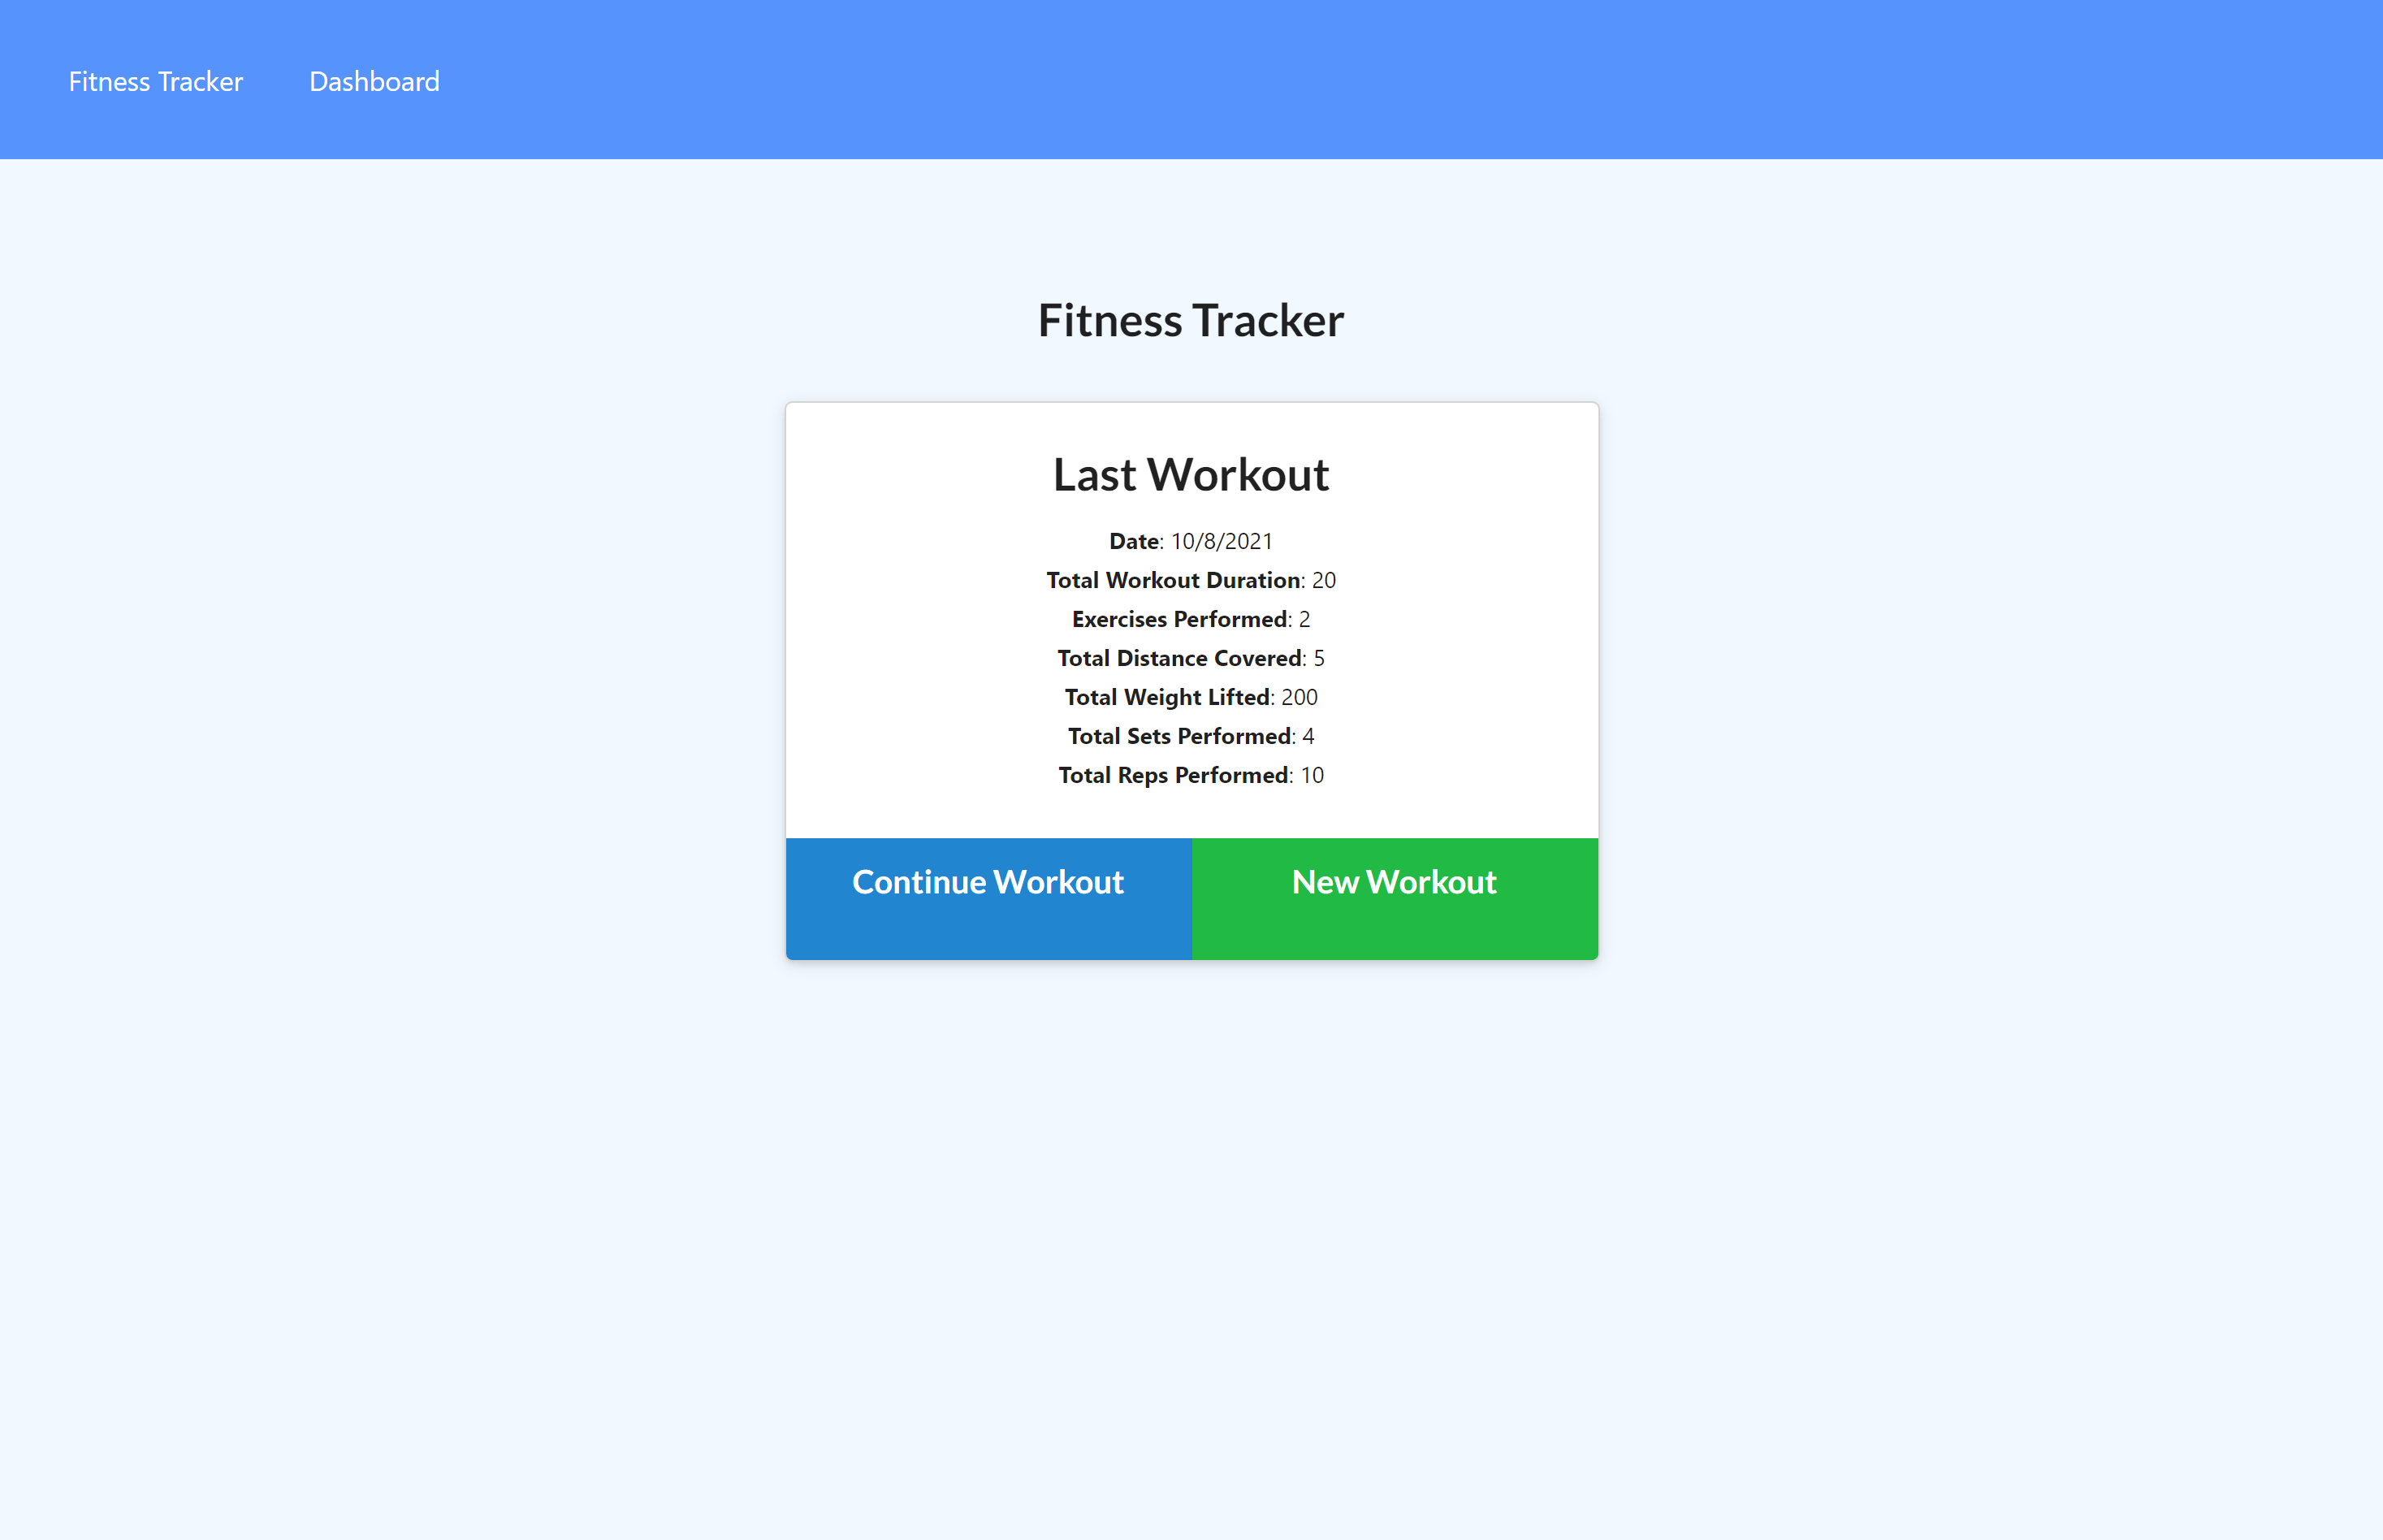 Fitness Tracker Dashboard
Fitness Tracker
Last Workout
Date: 10/8/2021
Total Workout Duration: 20
Exercises Performed: 2
Total Distance Covered: 5
Total Weight Lifted: 200
Total Sets Performed: 4
Total Reps Performed: 10
Continue Workout New Workout